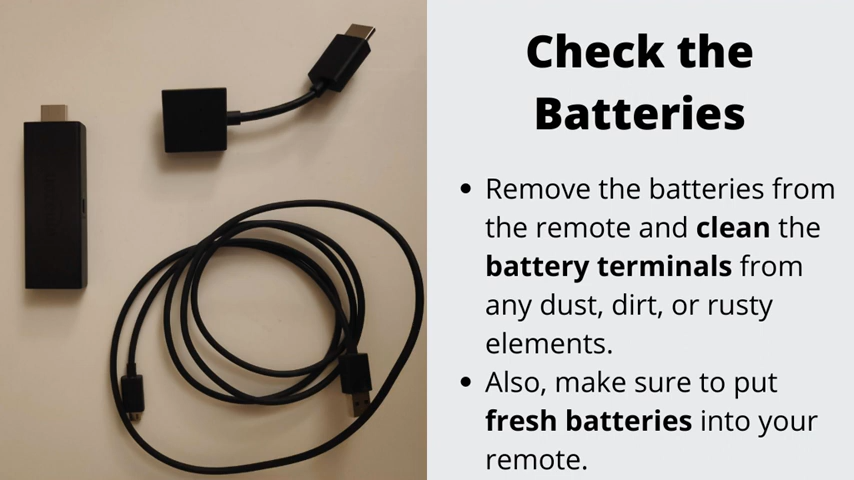 Check the
Batteries
• Remove the batteries from
the remote and clean the
battery terminals from
any dust, dirt, or rusty
elements.
• Also, make sure to put
fresh batteries into your
remote.